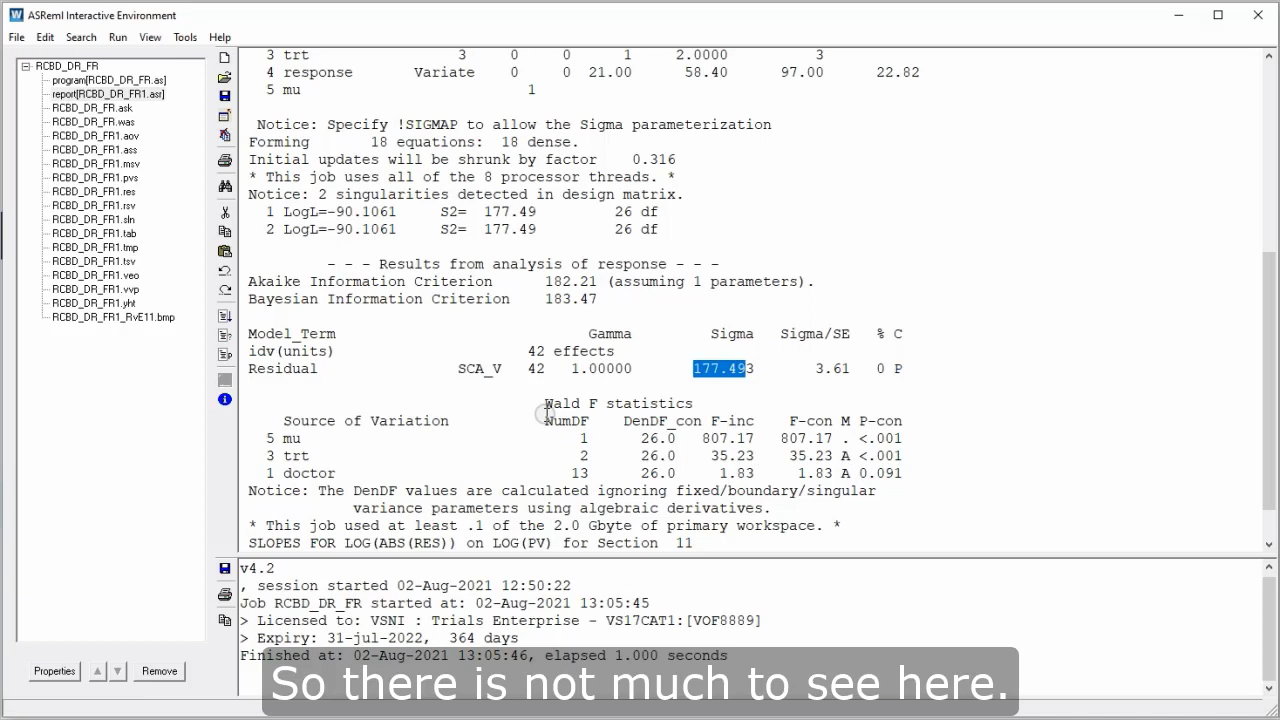 ASReml Interactive Environment
File Edit Search Run View Tools Help
RCBD_DR_FR
program[RCBD_DR_FR.as]
report[RCBD_DR_FR1.asr]
RCBD_DR_FR.ask
RCBD_DR_FR.was
RCBD_DR_FR1.aov
RCBD_DR_FR1.ass
RCBD_DR_FR1.msv
RCBD_DR_FR1.pvs
RCBD_DR_FR1.res
RCBD_DR_FR1.rsv
RCBD_DR_FR1.sln
RCBD_DR_FR1.tab
RCBD_DR_FR1.tmp
RCBD_DR_FR1.tsv
RCBD_DR_FR1.veo
RCBD_DR_FR1.vvp
RCBD_DR_FR1.yht
RCBD_DR_FR1_RvE11.bmp
Properties Remove
3 trt 3 0 0 1 2.0000 3
4 response Variate 0 0 21.00 58.40 97.00 22.82
5 mu 1
Notice: Specify !SIGMAP to allow the Sigma parameterization
Forming 18 equations: 18 dense.
Initial updates will be shrunk by factor 0.316
* This job uses all of the 8 processor threads. *
Notice: 2 singularities detected in design matrix.
1 LogL=-90.1061 S2= 177.49 26 df
2 LogL=-90.1061 S2= 177.49 26 df
- - - Results from analysis of response - - -
Akaike Information Criterion 182.21 (assuming 1 parameters).
Bayesian Information Criterion 183.47
Model_Term Gamma Sigma Sigma/SE % C
idv(units) 42 effects
Residual SCA_V 42 1.00000 177.493 3.61 0 P
Wald F statistics
Source of Variation NumDF DenDF_con F-inc F-con M P-con
5 mu 1 26.0 807.17 807.17 . <.001
3 trt 2 26.0 35.23 35.23 A <.001
1 doctor 13 26.0 1.83 1.83 A 0.091
Notice: The DenDF values are calculated ignoring fixed/boundary/singular
variance parameters using algebraic derivatives.
* This job used at least .1 of the 2.0 Gbyte of primary workspace. *
SLOPES FOR LOG(ABS(RES)) on LOG(PV) for Section 11
v4.2
, session started 02-Aug-2021 12:50:22
Job RCBD_DR_FR started at: 02-Aug-2021 13:05:45
> Licensed to: VSNI : Trials Enterprise - VS17CAT1:[VOF8889]
> Expiry: 31-jul-2022, 364 days
Finished at: 02-Aug-2021 13:05:46, elapsed 1.000 seconds
So there is not much to see here.